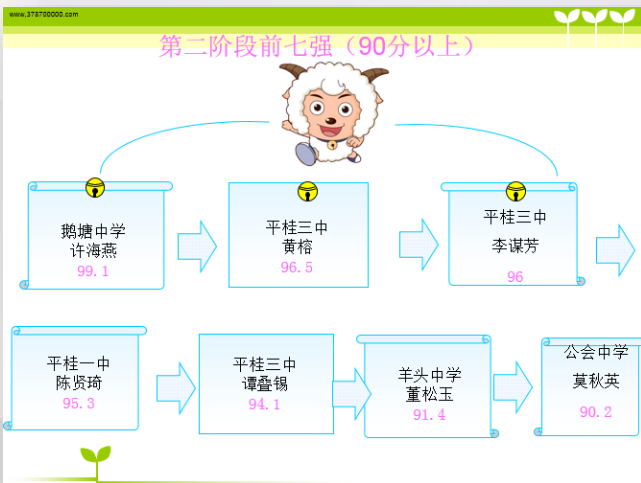 www.378700000.com
第二阶段前七强（90分以上）
鹅塘中学
许海燕
99.1
平桂三中
黄榕
96.5
平桂三中
李谋芳
96
平桂一中
陈贤琦
95.3
平桂三中
谭叠锡
94.1
羊头中学
董松玉
91.4
公会中学
莫秋英
90.2